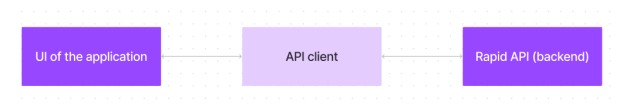 UI of the application
API client
Rapid API (backend)